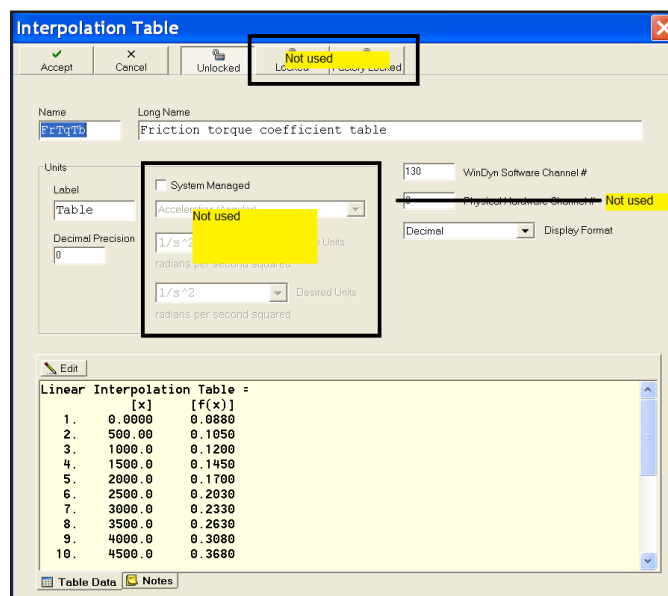 Interpolation Table
Accept Cancel Unlocked Locked Factory Locked
Not used
Name Long Name
FrTqTb Friction torque coefficient table
Units
Label
Table
Decimal Precision
0
System Managed
Acceleration (Angular)
Not used
1/s^2 Units
radians per second squared
1/s^2 Desired Units
radians per second squared
130 WinDyn Software Channel #
0 Physical Hardware Channel # Not used
Decimal Display Format
Edit
Linear Interpolation Table =
[x] [f(x)]
1. 0.0000 0.0880
2. 500.00 0.1050
3. 1000.0 0.1200
4. 1500.0 0.1450
5. 2000.0 0.1700
6. 2500.0 0.2030
7. 3000.0 0.2330
8. 3500.0 0.2630
9. 4000.0 0.3080
10. 4500.0 0.3680
Table Data Notes